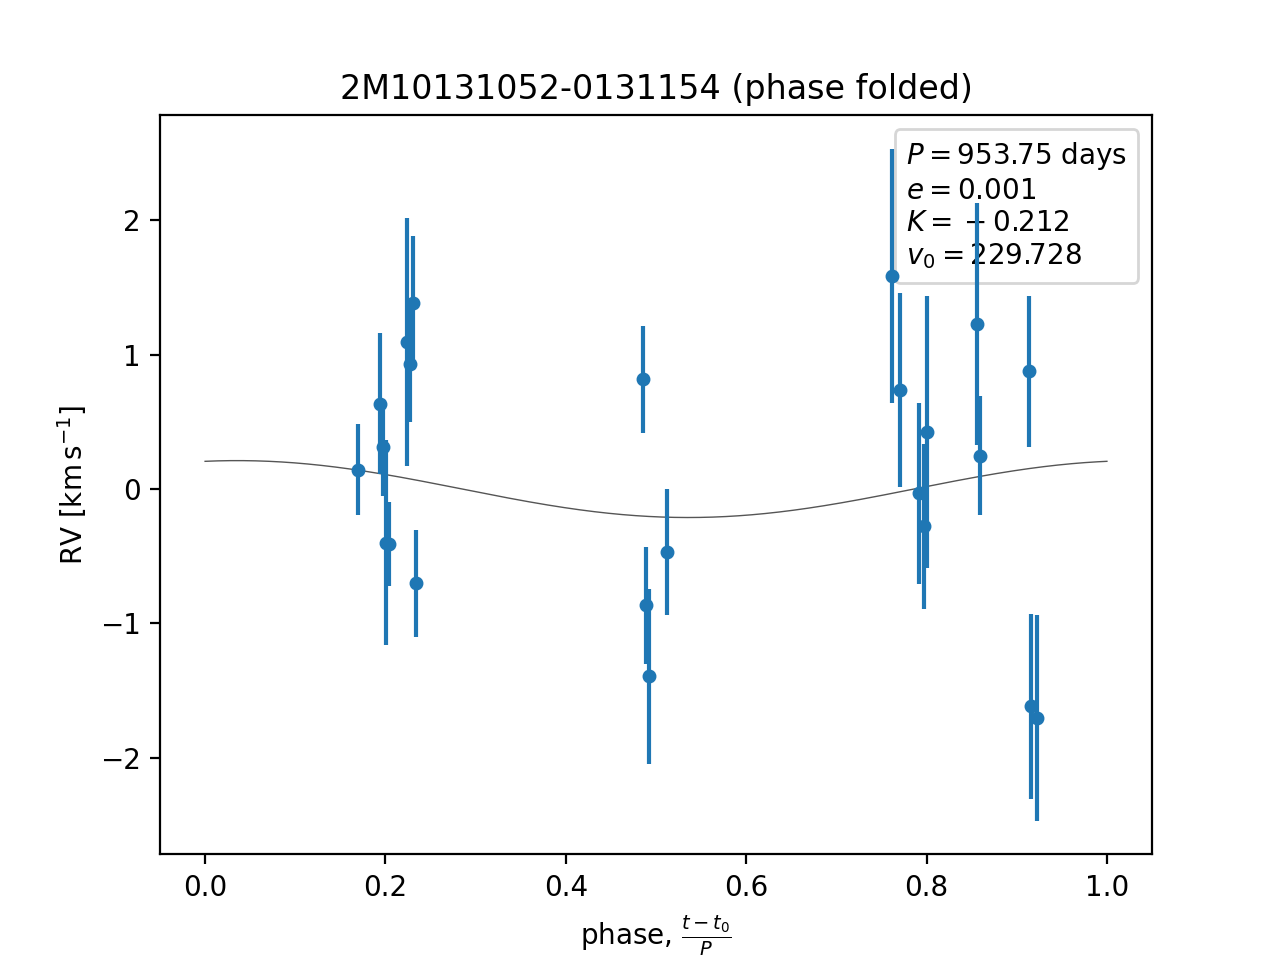 2M10131052-0131154 (phase folded)
P = 953.75 days
e = 0.001
K = −0.212
v₀ = 229.728
RV [km s⁻¹]
2
1
0
−1
−2
0.0 0.2 0.4 0.6 0.8 1.0
phase, (t − t₀)/P